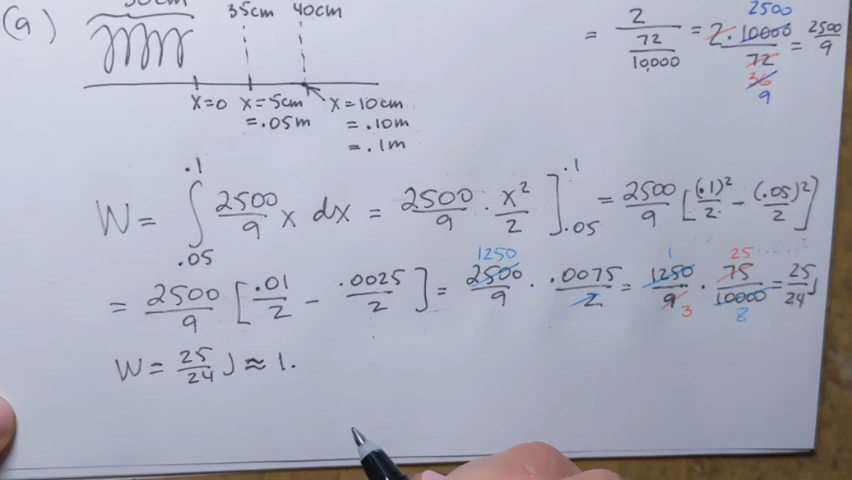 (a)
35cm 40cm
x=0 x=5cm x=10cm
=.05m =.10m
=.1m
= 2/(72/10,000) = 2·10000/72 = 2500/9
2500
36
9
W = ∫_{.05}^{.1} 2500/9 x dx = 2500/9 · x²/2 ]_{.05}^{.1} = 2500/9 [(.1)²/2 - (.05)²/2]
= 2500/9 [.01/2 - .0025/2] = 2500/9 · .0075/2 = 1250/9 · 75/10000 = 25/24 J
1250 1 25
3 8
W = 25/24 J ≈ 1.